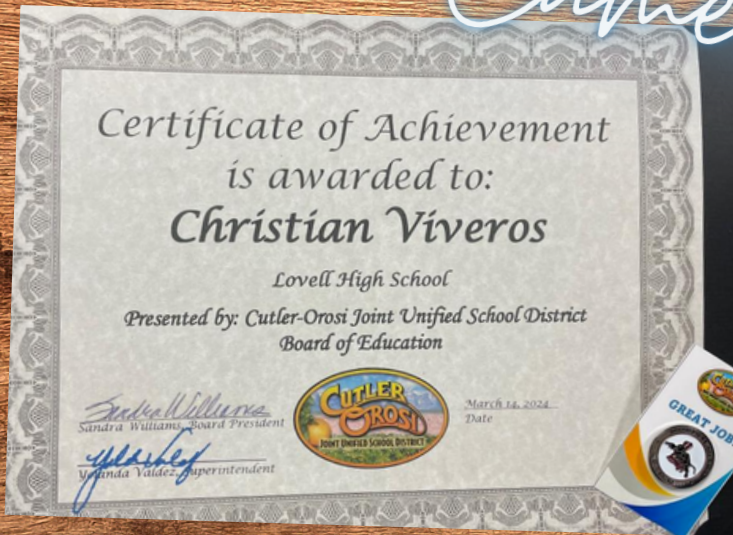 Certificate of Achievement
is awarded to:
Christian Viveros
Lovell High School
Presented by: Cutler-Orosi Joint Unified School District
Board of Education
Sandra Williams
Sandra Williams, Board President
Yolanda Valdez, Superintendent
CUTLER
OROSI
JOINT UNIFIED SCHOOL DISTRICT
March 14, 2024
Date
GREAT JOB